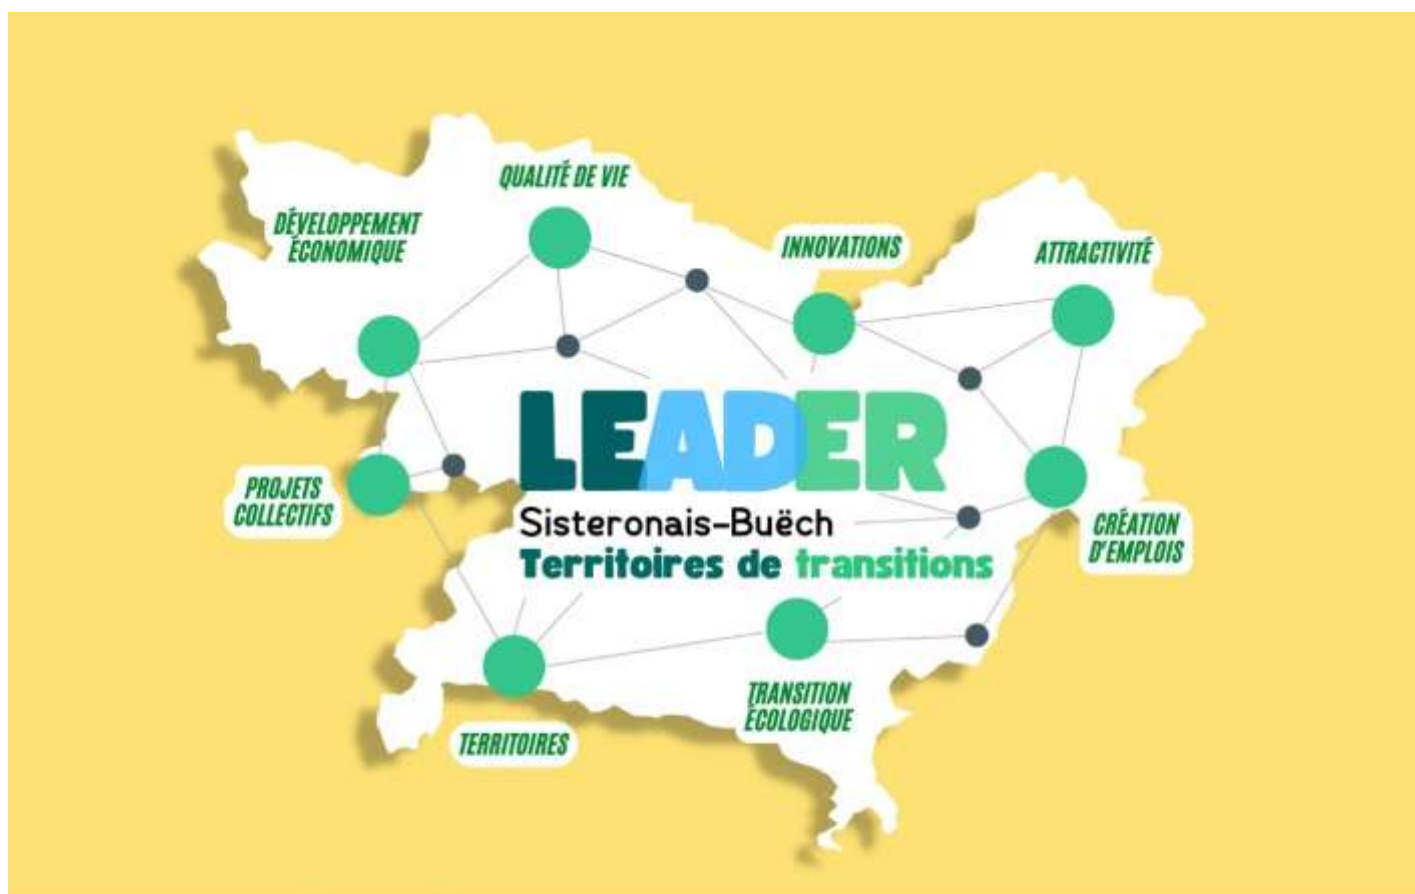 QUALITÉ DE VIE
DÉVELOPPEMENT
ÉCONOMIQUE
INNOVATIONS
ATTRACTIVITÉ
LEADER
Sisteronais-Buëch
Territoires de transitions
PROJETS
COLLECTIFS
CRÉATION
D'EMPLOIS
TRANSITION
ÉCOLOGIQUE
TERRITOIRES